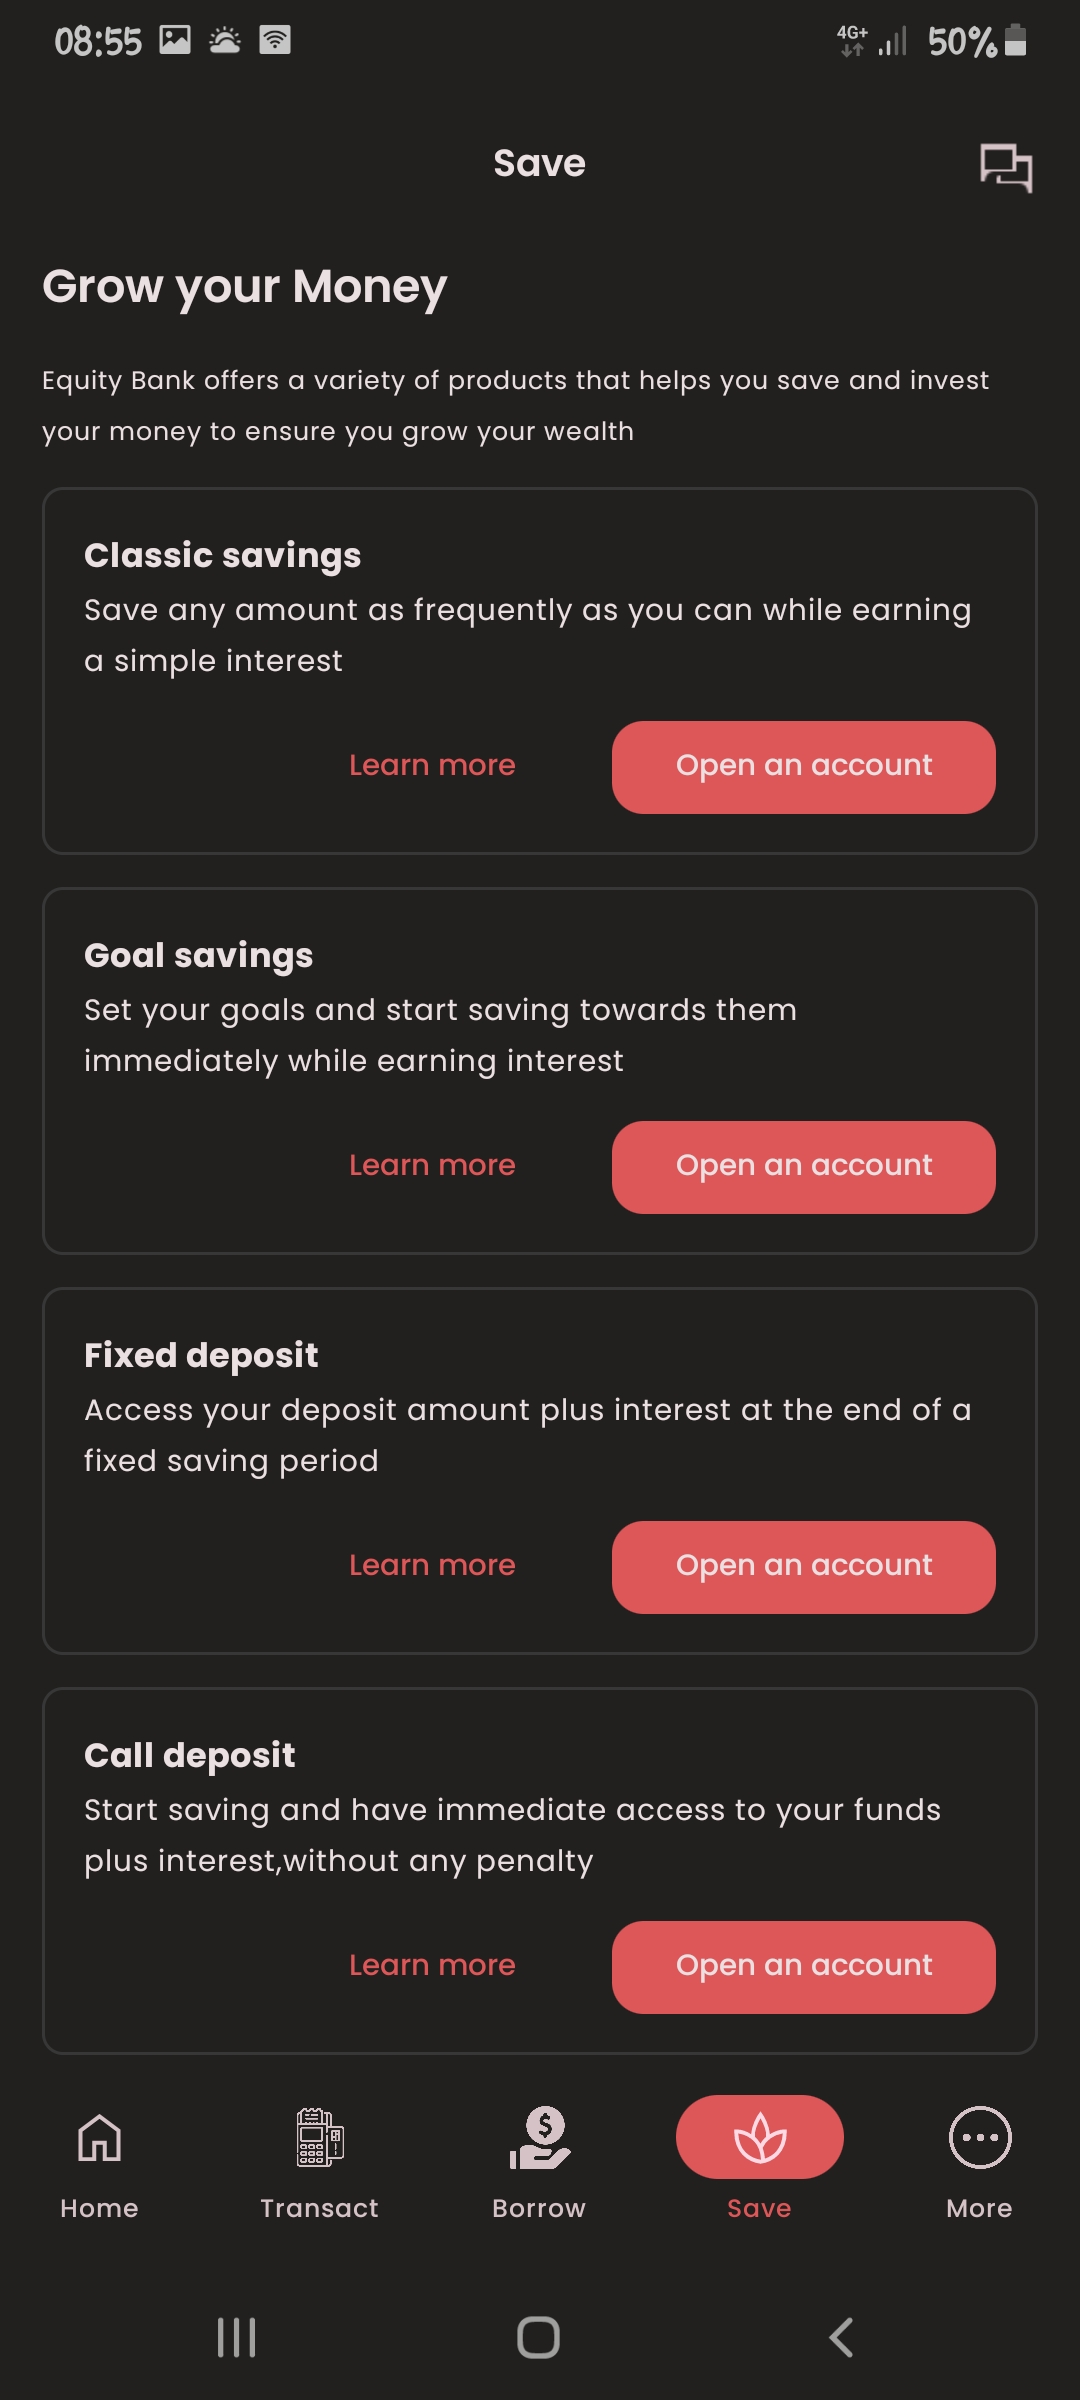 08:55
4G+ 50%
Save
Grow your Money
Equity Bank offers a variety of products that helps you save and invest
your money to ensure you grow your wealth
Classic savings
Save any amount as frequently as you can while earning
a simple interest
Learn more Open an account
Goal savings
Set your goals and start saving towards them
immediately while earning interest
Learn more Open an account
Fixed deposit
Access your deposit amount plus interest at the end of a
fixed saving period
Learn more Open an account
Call deposit
Start saving and have immediate access to your funds
plus interest,without any penalty
Learn more Open an account
Home Transact Borrow Save More